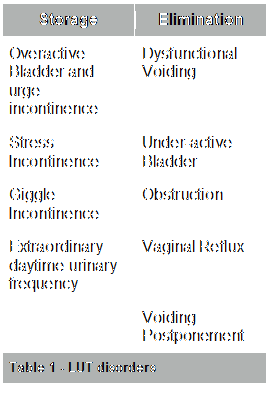 Storage Elimination
Overactive Dysfunctional
Bladder and Voiding
urge
incontinence
Stress Under-active
Incontinence Bladder
Giggle Obstruction
Incontinence
Extraordinary Vaginal Reflux
daytime urinary
frequency
Voiding
Postponement
Table 1 - LUT disorders